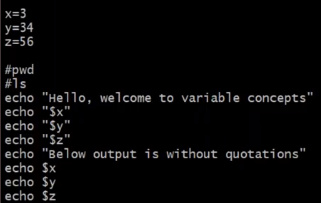 x=3
y=34
z=56
#pwd
#ls
echo "Hello, welcome to variable concepts"
echo "$x"
echo "$y"
echo "$z"
echo "Below output is without quotations"
echo $x
echo $y
echo $z